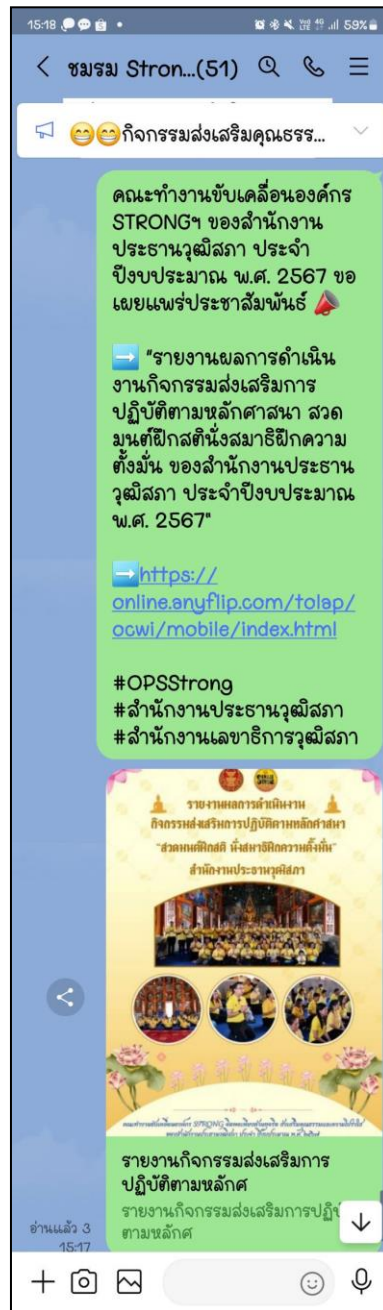 15:18
59%
ชมรม Stron...(51)
😁😁กิจกรรมส่งเสริมคุณธรร...
คณะทำงานขับเคลื่อนองค์กร
STRONGฯ ของสำนักงาน
ประธานวุฒิสภา ประจำ
ปีงบประมาณ พ.ศ. 2567 ขอ
เผยแพร่ประชาสัมพันธ์ 📣
➡️ "รายงานผลการดำเนิน
งานกิจกรรมส่งเสริมการ
ปฏิบัติตามหลักศาสนา สวด
มนต์ฝึกสตินั่งสมาธิฝึกความ
ตั้งมั่น ของสำนักงานประธาน
วุฒิสภา ประจำปีงบประมาณ
พ.ศ. 2567"
➡️https://
online.anyflip.com/tolap/
ocwi/mobile/index.html
#OPSStrong
#สำนักงานประธานวุฒิสภา
#สำนักงานเลขาธิการวุฒิสภา
รายงานผลการดำเนินงาน
กิจกรรมส่งเสริมการปฏิบัติตามหลักศาสนา
"สวดมนต์ฝึกสติ นั่งสมาธิฝึกความตั้งมั่น"
สำนักงานประธานวุฒิสภา
รายงานกิจกรรมส่งเสริมการ
ปฏิบัติตามหลักศ
รายงานกิจกรรมส่งเสริมการปฏิบั
ตามหลักศ
อ่านแล้ว 3
15:17